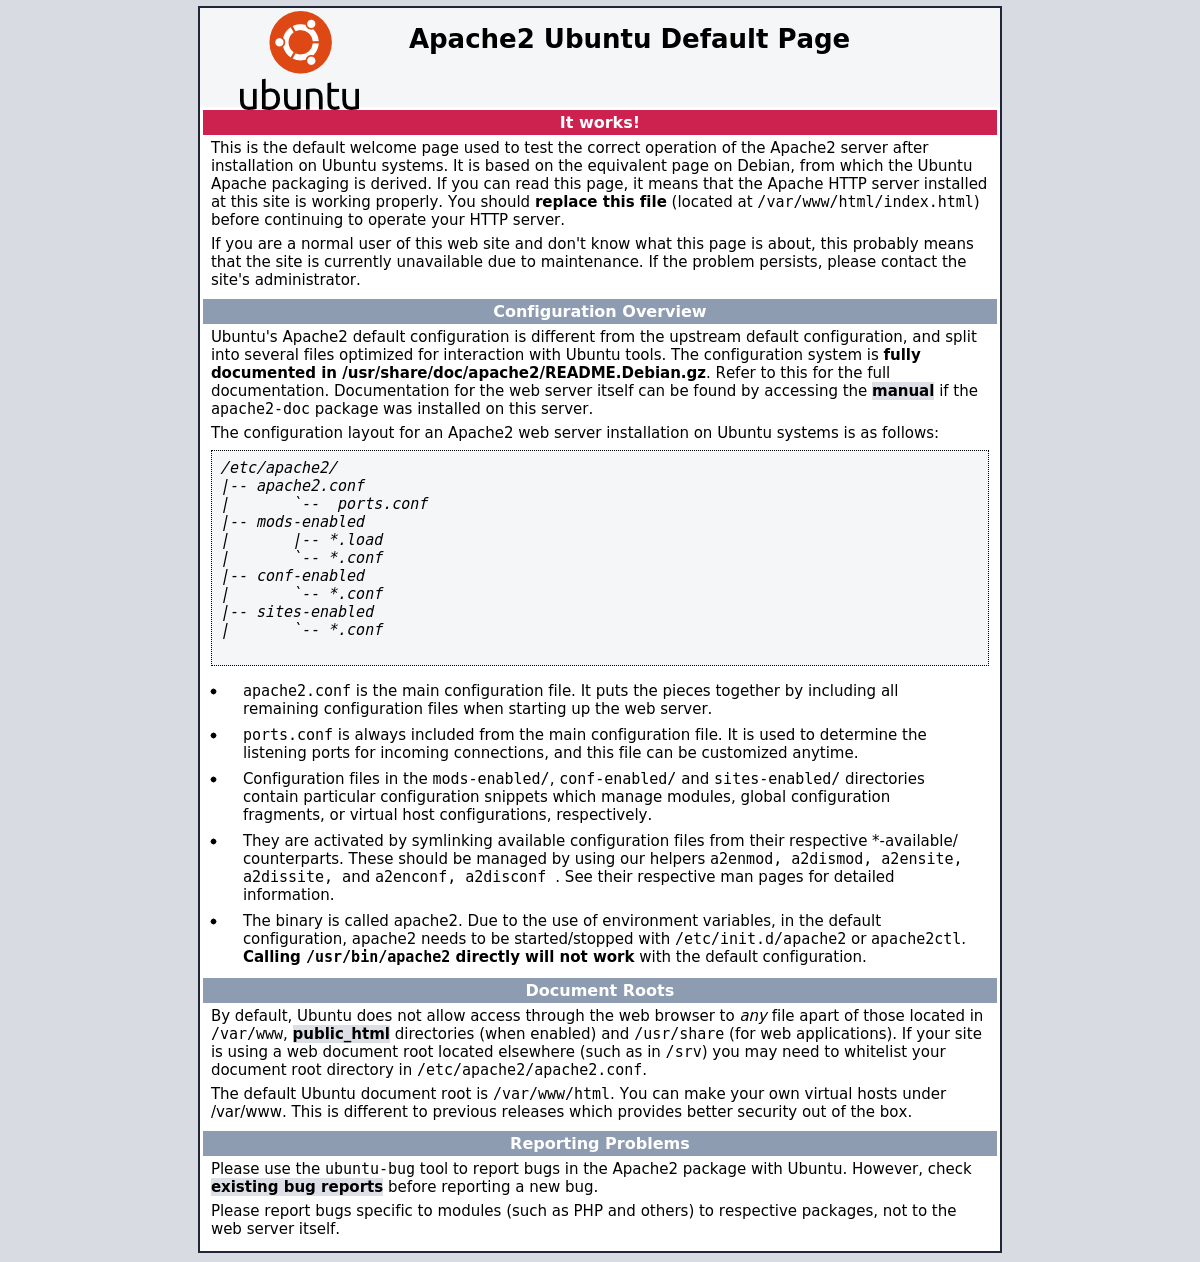 ubuntu
Apache2 Ubuntu Default Page
It works!
This is the default welcome page used to test the correct operation of the Apache2 server after
installation on Ubuntu systems. It is based on the equivalent page on Debian, from which the Ubuntu
Apache packaging is derived. If you can read this page, it means that the Apache HTTP server installed
at this site is working properly. You should replace this file (located at /var/www/html/index.html)
before continuing to operate your HTTP server.
If you are a normal user of this web site and don't know what this page is about, this probably means
that the site is currently unavailable due to maintenance. If the problem persists, please contact the
site's administrator.
Configuration Overview
Ubuntu's Apache2 default configuration is different from the upstream default configuration, and split
into several files optimized for interaction with Ubuntu tools. The configuration system is fully
documented in /usr/share/doc/apache2/README.Debian.gz. Refer to this for the full
documentation. Documentation for the web server itself can be found by accessing the manual if the
apache2-doc package was installed on this server.
The configuration layout for an Apache2 web server installation on Ubuntu systems is as follows:
/etc/apache2/
|-- apache2.conf
|       `--  ports.conf
|-- mods-enabled
|       |-- *.load
|       `-- *.conf
|-- conf-enabled
|       `-- *.conf
|-- sites-enabled
|       `-- *.conf
• apache2.conf is the main configuration file. It puts the pieces together by including all
remaining configuration files when starting up the web server.
• ports.conf is always included from the main configuration file. It is used to determine the
listening ports for incoming connections, and this file can be customized anytime.
• Configuration files in the mods-enabled/, conf-enabled/ and sites-enabled/ directories
contain particular configuration snippets which manage modules, global configuration
fragments, or virtual host configurations, respectively.
• They are activated by symlinking available configuration files from their respective *-available/
counterparts. These should be managed by using our helpers a2enmod, a2dismod, a2ensite,
a2dissite, and a2enconf, a2disconf . See their respective man pages for detailed
information.
• The binary is called apache2. Due to the use of environment variables, in the default
configuration, apache2 needs to be started/stopped with /etc/init.d/apache2 or apache2ctl.
Calling /usr/bin/apache2 directly will not work with the default configuration.
Document Roots
By default, Ubuntu does not allow access through the web browser to any file apart of those located in
/var/www, public_html directories (when enabled) and /usr/share (for web applications). If your site
is using a web document root located elsewhere (such as in /srv) you may need to whitelist your
document root directory in /etc/apache2/apache2.conf.
The default Ubuntu document root is /var/www/html. You can make your own virtual hosts under
/var/www. This is different to previous releases which provides better security out of the box.
Reporting Problems
Please use the ubuntu-bug tool to report bugs in the Apache2 package with Ubuntu. However, check
existing bug reports before reporting a new bug.
Please report bugs specific to modules (such as PHP and others) to respective packages, not to the
web server itself.